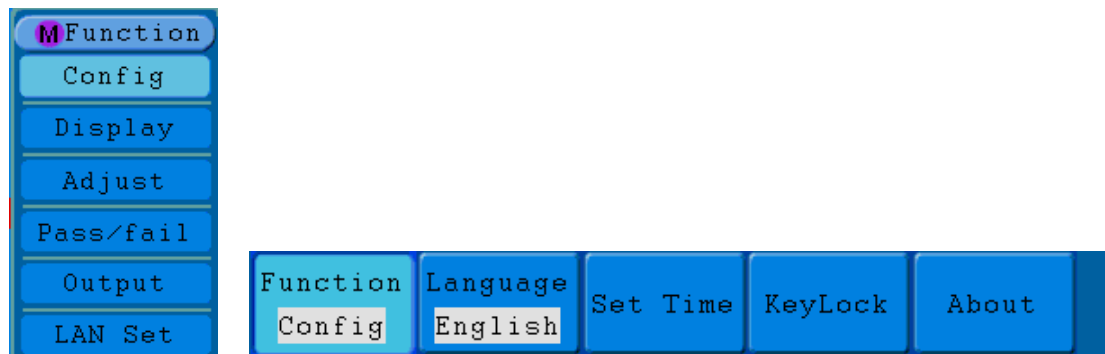 MFunction
Config
Display
Adjust
Pass/fail
Output
LAN Set
Function
Config
Language
English
Set Time
KeyLock
About